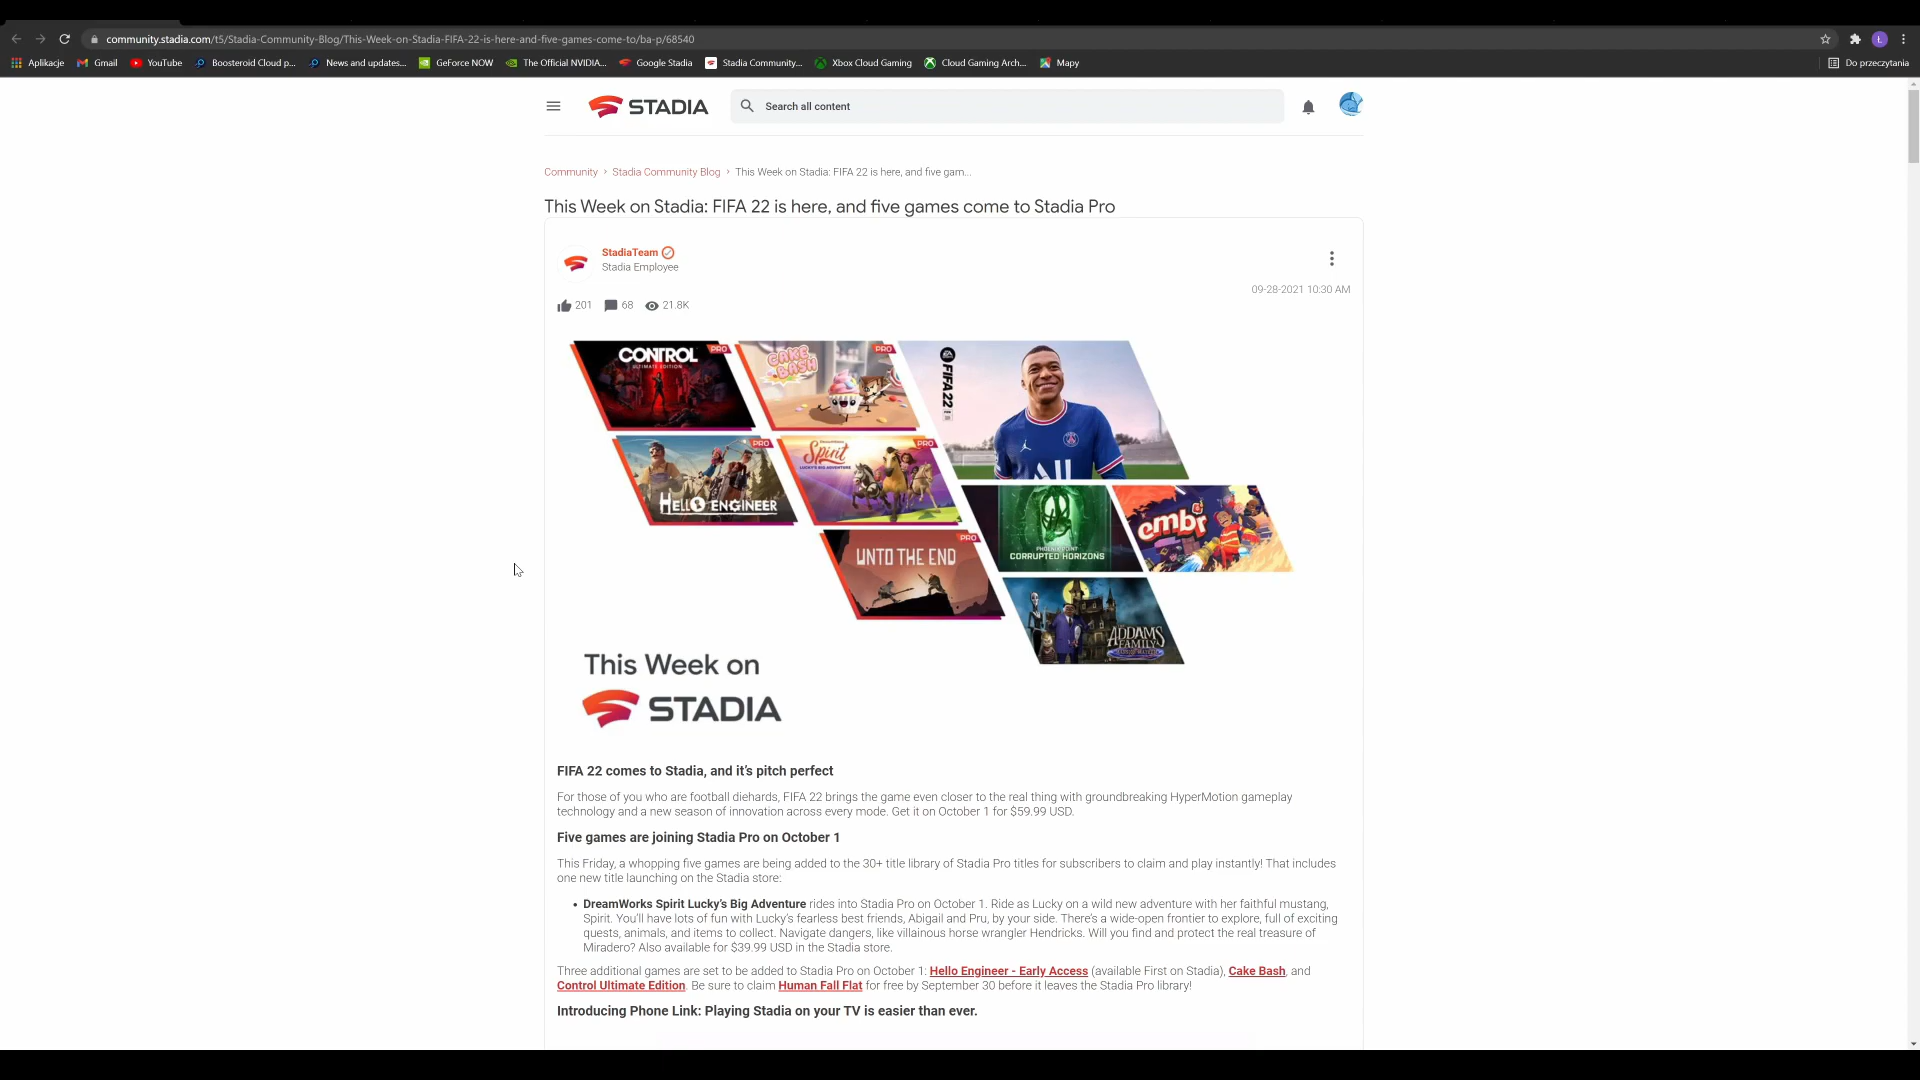 community.stadia.com/t5/Stadia-Community-Blog/This-Week-on-Stadia-FIFA-22-is-here-and-five-games-come-to/ba-p/68540
Aplikacje Gmail YouTube Boosteroid Cloud p... News and updates... GeForce NOW The Official NVIDIA... Google Stadia Stadia Community... Xbox Cloud Gaming Cloud Gaming Arch... Mapy Do przeczytania
STADIA Search all content
Community › Stadia Community Blog › This Week on Stadia: FIFA 22 is here, and five gam...
This Week on Stadia: FIFA 22 is here, and five games come to Stadia Pro
StadiaTeam
Stadia Employee
09-28-2021 10:30 AM
201 68 21.8K
CONTROL PRO
ULTIMATE EDITION
CAKE BASH PRO
FIFA 22
HELLO ENGINEER PRO
Spirit PRO
LUCKY'S BIG ADVENTURE
UNTO THE END PRO
PHOENIX POINT
CORRUPTED HORIZONS
embr
ADDAMS
FAMILY
This Week on
STADIA
FIFA 22 comes to Stadia, and it's pitch perfect
For those of you who are football diehards, FIFA 22 brings the game even closer to the real thing with groundbreaking HyperMotion gameplay
technology and a new season of innovation across every mode. Get it on October 1 for $59.99 USD.
Five games are joining Stadia Pro on October 1
This Friday, a whopping five games are being added to the 30+ title library of Stadia Pro titles for subscribers to claim and play instantly! That includes
one new title launching on the Stadia store:
• DreamWorks Spirit Lucky's Big Adventure rides into Stadia Pro on October 1. Ride as Lucky on a wild new adventure with her faithful mustang,
Spirit. You'll have lots of fun with Lucky's fearless best friends, Abigail and Pru, by your side. There's a wide-open frontier to explore, full of exciting
quests, animals, and items to collect. Navigate dangers, like villainous horse wrangler Hendricks. Will you find and protect the real treasure of
Miradero? Also available for $39.99 USD in the Stadia store.
Three additional games are set to be added to Stadia Pro on October 1: Hello Engineer - Early Access (available First on Stadia), Cake Bash, and
Control Ultimate Edition. Be sure to claim Human Fall Flat for free by September 30 before it leaves the Stadia Pro library!
Introducing Phone Link: Playing Stadia on your TV is easier than ever.